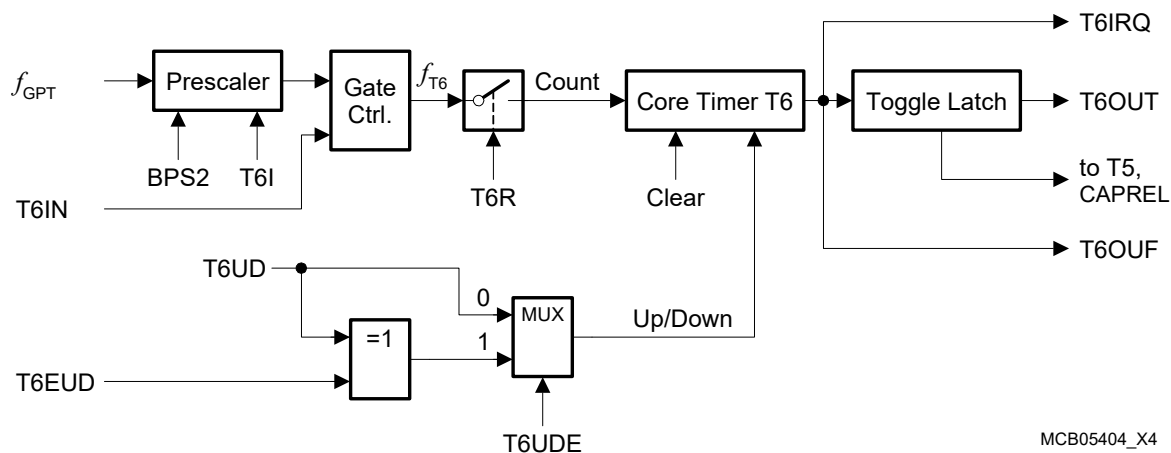 T6IRQ
fGPT
Prescaler
Gate
Ctrl.
fT6
Count
Core Timer T6
Toggle Latch
T6OUT
BPS2
T6I
T6IN
T6R
Clear
to T5,
CAPREL
T6OUF
T6UD
0
MUX
Up/Down
=1
1
T6EUD
T6UDE
MCB05404_X4